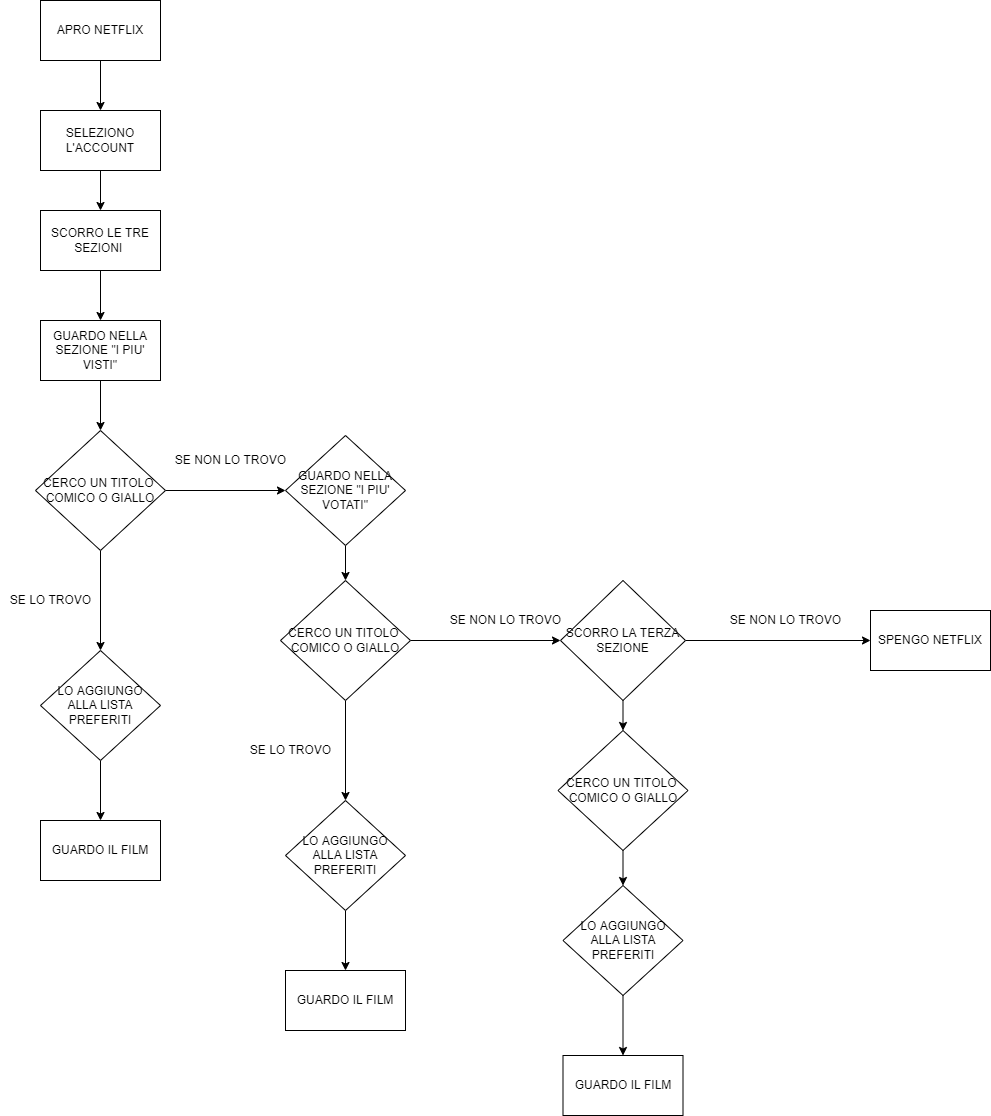 APRO NETFLIX
SELEZIONO
L'ACCOUNT
SCORRO LE TRE
SEZIONI
GUARDO NELLA
SEZIONE "I PIU'
VISTI"
CERCO UN TITOLO
COMICO O GIALLO
SE NON LO TROVO
GUARDO NELLA
SEZIONE "I PIU'
VOTATI"
SE LO TROVO
LO AGGIUNGO
ALLA LISTA
PREFERITI
GUARDO IL FILM
CERCO UN TITOLO
COMICO O GIALLO
SE NON LO TROVO
SCORRO LA TERZA
SEZIONE
SE NON LO TROVO
SPENGO NETFLIX
SE LO TROVO
LO AGGIUNGO
ALLA LISTA
PREFERITI
GUARDO IL FILM
CERCO UN TITOLO
COMICO O GIALLO
LO AGGIUNGO
ALLA LISTA
PREFERITI
GUARDO IL FILM